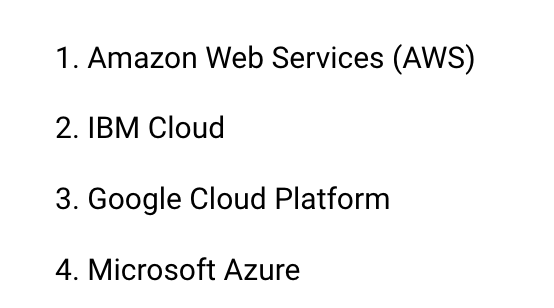 1. Amazon Web Services (AWS)
2. IBM Cloud
3. Google Cloud Platform
4. Microsoft Azure